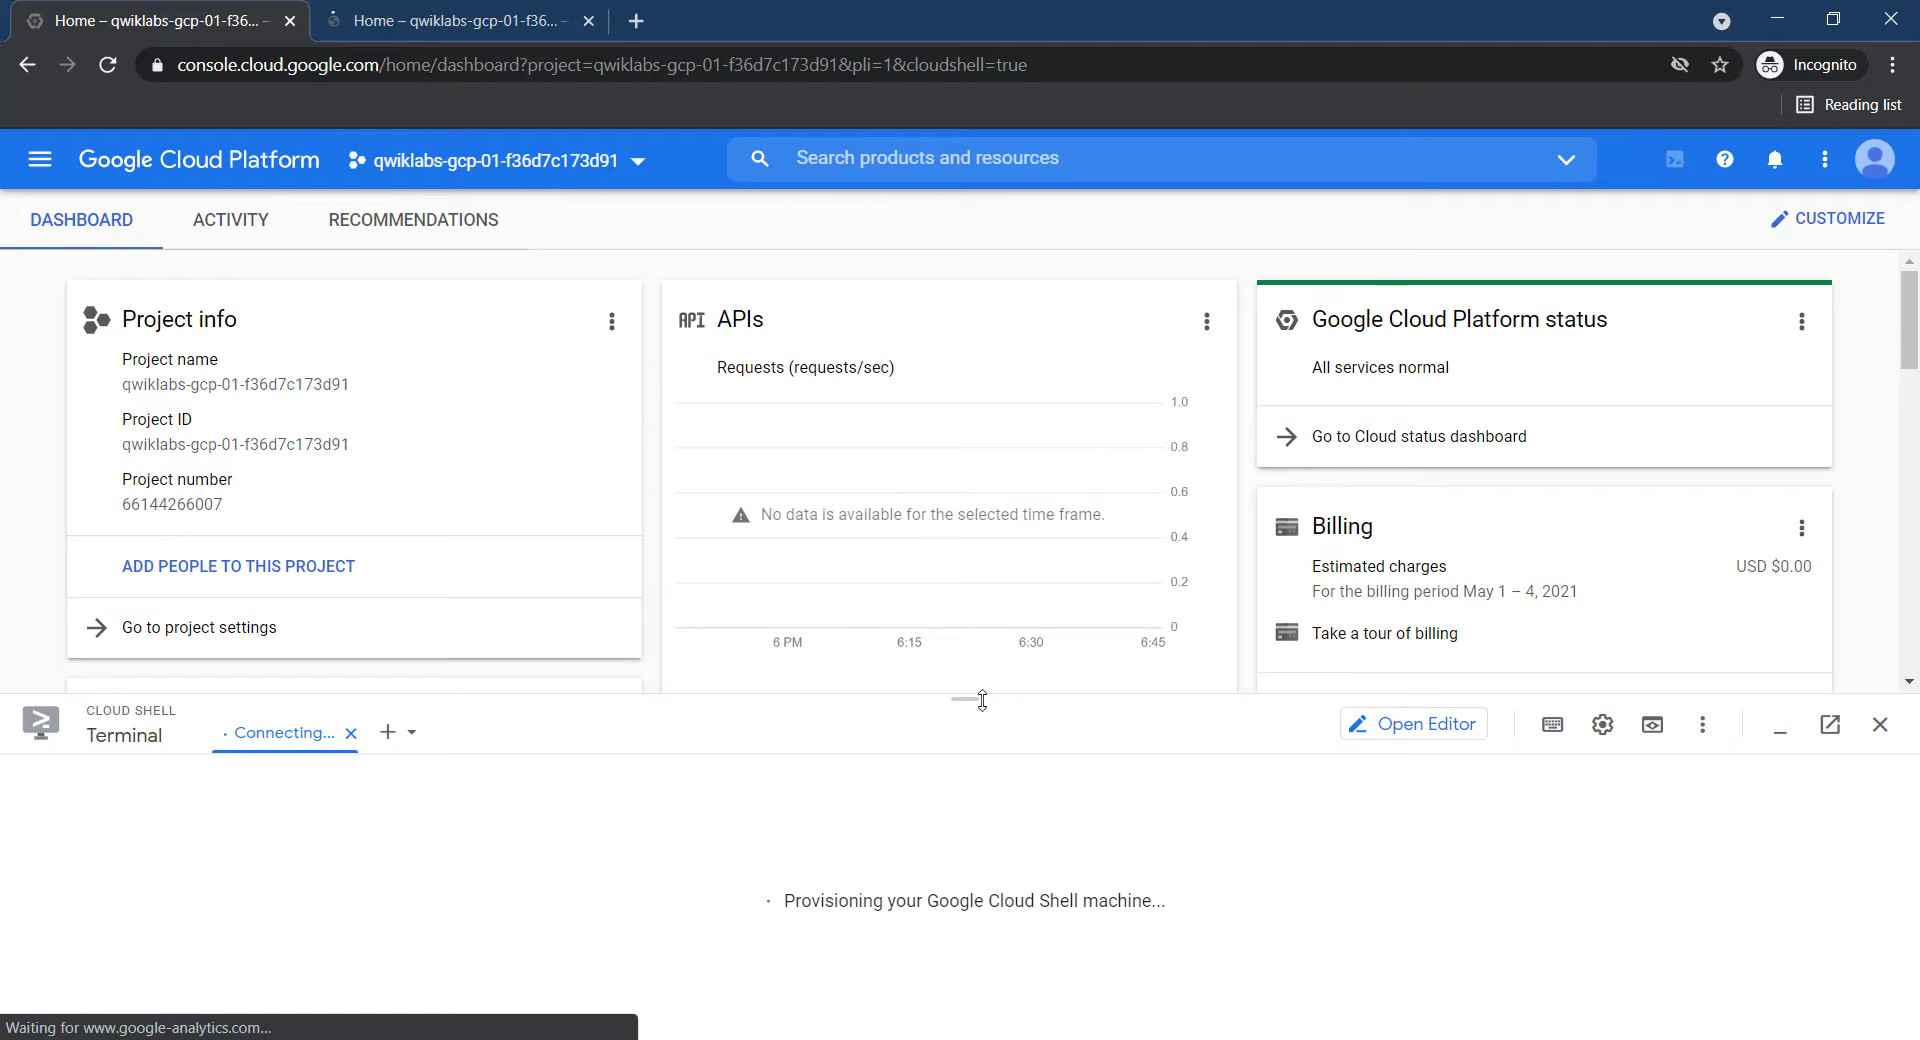 Home – qwiklabs-gcp-01-f36...
Home – qwiklabs-gcp-01-f36...
console.cloud.google.com/home/dashboard?project=qwiklabs-gcp-01-f36d7c173d91&pli=1&cloudshell=true
Incognito
Reading list
Google Cloud Platform
qwiklabs-gcp-01-f36d7c173d91
Search products and resources
DASHBOARD
ACTIVITY
RECOMMENDATIONS
CUSTOMIZE
Project info
Project name
qwiklabs-gcp-01-f36d7c173d91
Project ID
qwiklabs-gcp-01-f36d7c173d91
Project number
66144266007
ADD PEOPLE TO THIS PROJECT
Go to project settings
API APIs
Requests (requests/sec)
1.0
0.8
0.6
No data is available for the selected time frame.
0.4
0.2
0
6 PM
6:15
6:30
6:45
Google Cloud Platform status
All services normal
Go to Cloud status dashboard
Billing
Estimated charges
USD $0.00
For the billing period May 1 – 4, 2021
Take a tour of billing
CLOUD SHELL
Terminal
Connecting...
Open Editor
Provisioning your Google Cloud Shell machine...
Waiting for www.google-analytics.com...